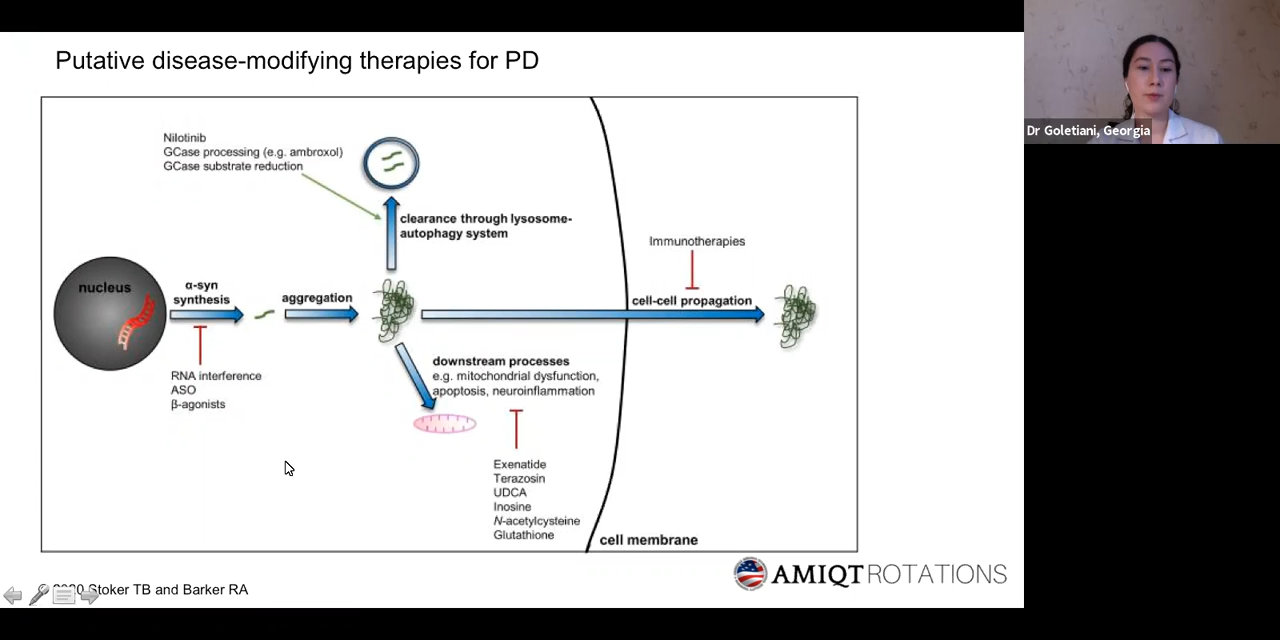 Putative disease-modifying therapies for PD
Dr Goletiani, Georgia
Nilotinib
GCase processing (e.g. ambroxol)
GCase substrate reduction
clearance through lysosome-
autophagy system
Immunotherapies
nucleus
α-syn
synthesis
aggregation
cell-cell propagation
RNA interference
ASO
β-agonists
downstream processes
e.g. mitochondrial dysfunction,
apoptosis, neuroinflammation
Exenatide
Terazosin
UDCA
Inosine
N-acetylcysteine
Glutathione
cell membrane
AMIQT ROTATIONS
Stoker TB and Barker RA